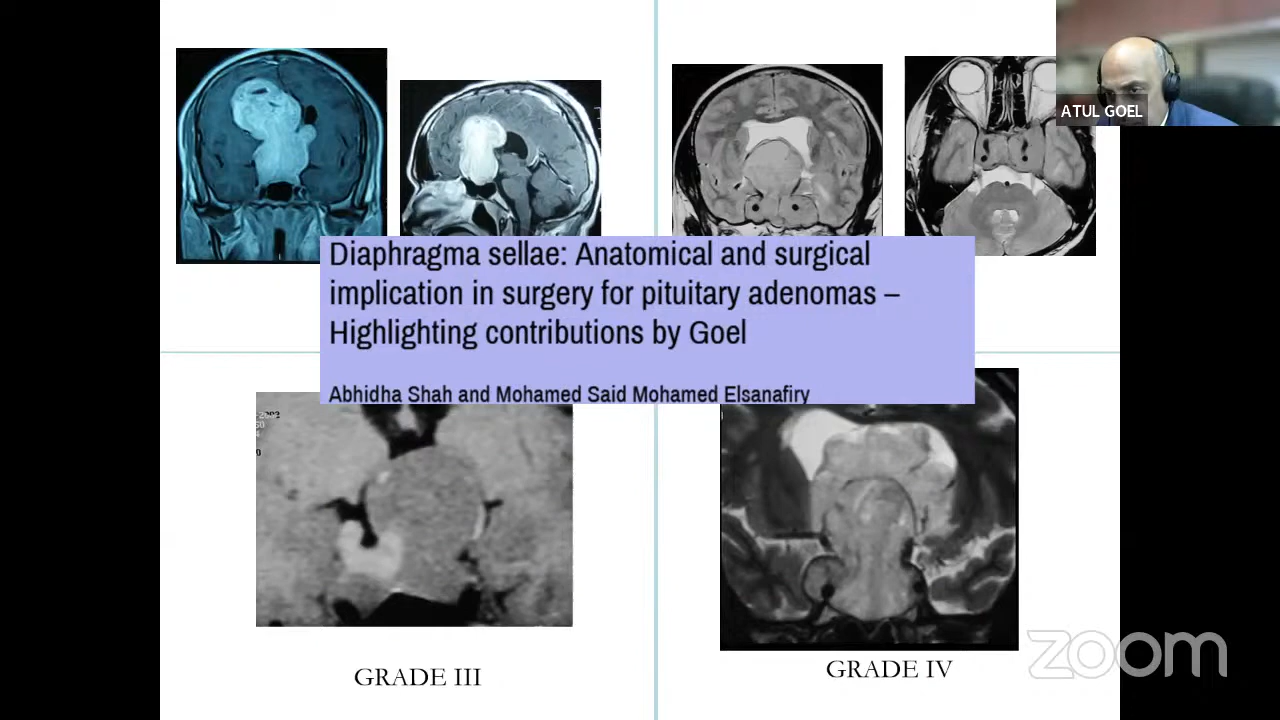 ATUL GOEL
Diaphragma sellae: Anatomical and surgical
implication in surgery for pituitary adenomas –
Highlighting contributions by Goel
Abhidha Shah and Mohamed Said Mohamed Elsanafiry
GRADE III
GRADE IV
zoom